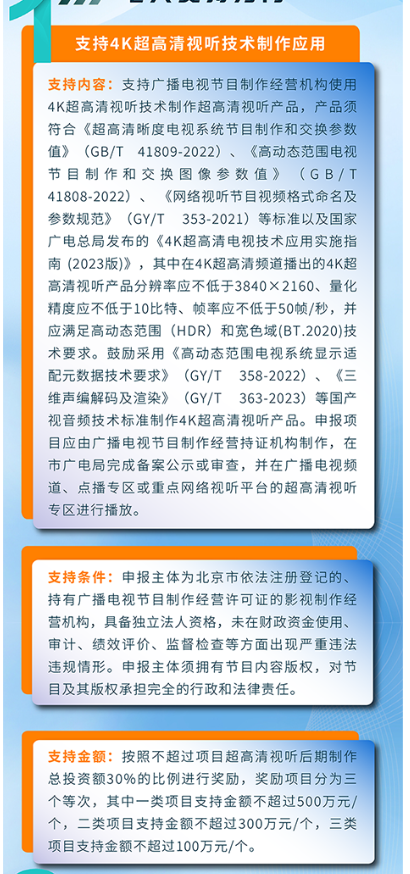 1
支持4K超高清视听技术制作应用
支持内容：支持广播电视节目制作经营机构使用
4K超高清视听技术制作超高清视听产品，产品须
符合《超高清晰度电视系统节目制作和交换参数
值》（GB/T 41809-2022）、《高动态范围电视
节目制作和交换图像参数值》（GB/T
41808-2022）、《网络视听节目视频格式命名及
参数规范》（GY/T 353-2021）等标准以及国家
广电总局发布的《4K超高清电视技术应用实施指
南 (2023版)》，其中在4K超高清频道播出的4K超
高清视听产品分辨率应不低于3840×2160、量化
精度应不低于10比特、帧率应不低于50帧/秒，并
应满足高动态范围（HDR）和宽色域(BT.2020)技
术要求。鼓励采用《高动态范围电视系统显示适
配元数据技术要求》（GY/T 358-2022）、《三
维声编解码及渲染》（GY/T 363-2023）等国产
视音频技术标准制作4K超高清视听产品。申报项
目应由广播电视节目制作经营持证机构制作，在
市广电局完成备案公示或审查，并在广播电视频
道、点播专区或重点网络视听平台的超高清视听
专区进行播放。
支持条件：申报主体为北京市依法注册登记的、
持有广播电视节目制作经营许可证的影视制作经
营机构，具备独立法人资格，未在财政资金使用、
审计、绩效评价、监督检查等方面出现严重违法
违规情形。申报主体须拥有节目内容版权，对节
目及其版权承担完全的行政和法律责任。
支持金额：按照不超过项目超高清视听后期制作
总投资额30%的比例进行奖励，奖励项目分为三
个等次，其中一类项目支持金额不超过500万元/
个，二类项目支持金额不超过300万元/个，三类
项目支持金额不超过100万元/个。